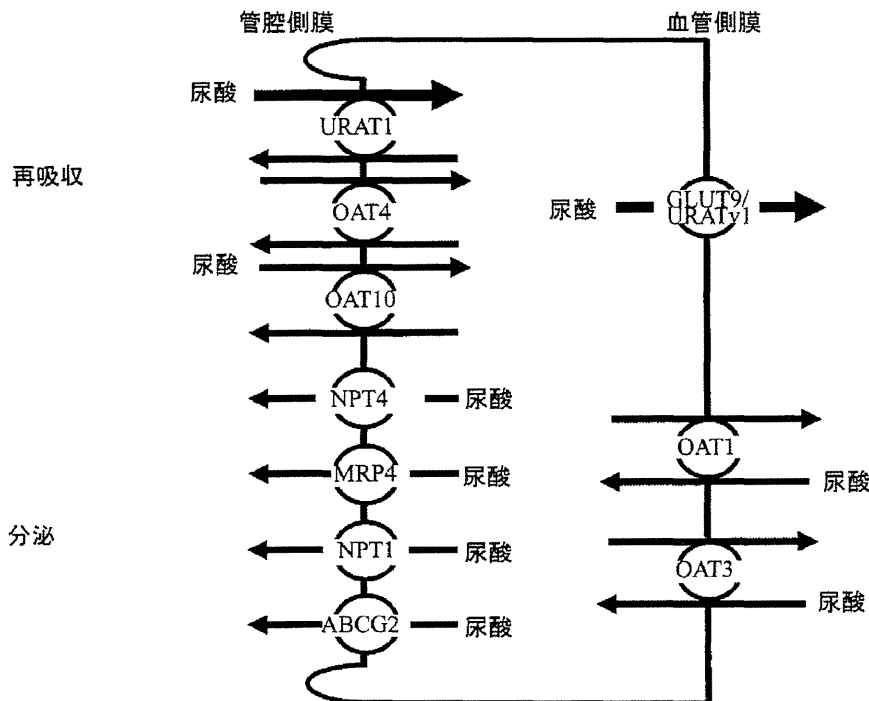 管腔側膜
血管側膜
尿酸
URAT1
再吸収
OAT4
尿酸
GLUT9/
URATv1
尿酸
OAT10
NPT4
尿酸
OAT1
MRP4
尿酸
尿酸
分泌
NPT1
尿酸
OAT3
尿酸
ABCG2
尿酸